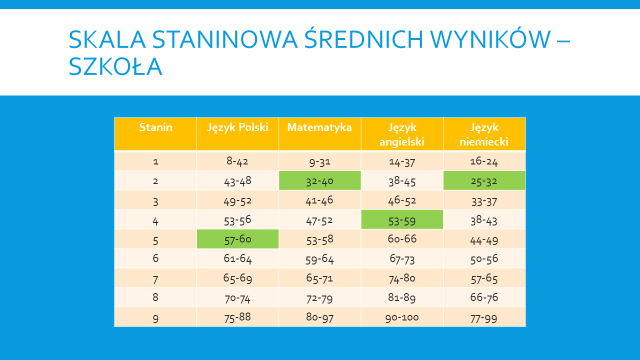 SKALA STANINOWA ŚREDNICH WYNIKÓW –
SZKOŁA
Stanin Język Polski Matematyka Język angielski Język niemiecki
1 8-42 9-31 14-37 16-24
2 43-48 32-40 38-45 25-32
3 49-52 41-46 46-52 33-37
4 53-56 47-52 53-59 38-43
5 57-60 53-58 60-66 44-49
6 61-64 59-64 67-73 50-56
7 65-69 65-71 74-80 57-65
8 70-74 72-79 81-89 66-76
9 75-88 80-97 90-100 77-99